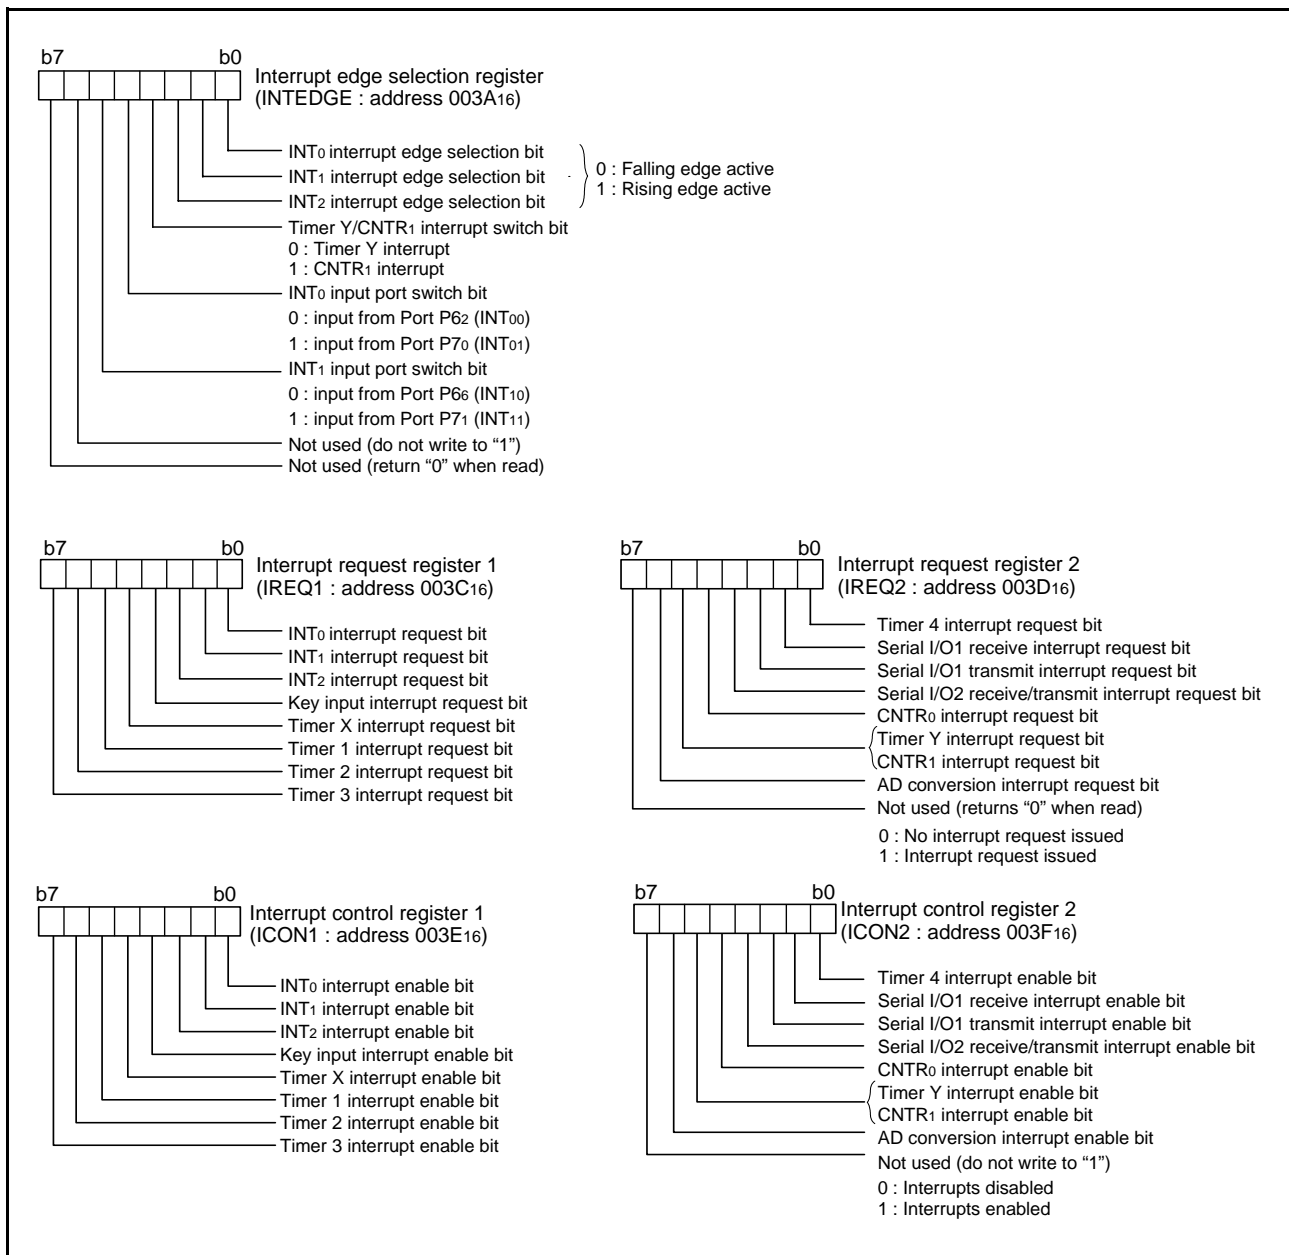 b7 b0
Interrupt edge selection register
(INTEDGE : address 003A16)
INT0 interrupt edge selection bit
INT1 interrupt edge selection bit
INT2 interrupt edge selection bit
0 : Falling edge active
1 : Rising edge active
Timer Y/CNTR1 interrupt switch bit
0 : Timer Y interrupt
1 : CNTR1 interrupt
INT0 input port switch bit
0 : input from Port P62 (INT00)
1 : input from Port P70 (INT01)
INT1 input port switch bit
0 : input from Port P66 (INT10)
1 : input from Port P71 (INT11)
Not used (do not write to “1”)
Not used (return “0” when read)
b7 b0
Interrupt request register 1
(IREQ1 : address 003C16)
INT0 interrupt request bit
INT1 interrupt request bit
INT2 interrupt request bit
Key input interrupt request bit
Timer X interrupt request bit
Timer 1 interrupt request bit
Timer 2 interrupt request bit
Timer 3 interrupt request bit
b7 b0
Interrupt request register 2
(IREQ2 : address 003D16)
Timer 4 interrupt request bit
Serial I/O1 receive interrupt request bit
Serial I/O1 transmit interrupt request bit
Serial I/O2 receive/transmit interrupt request bit
CNTR0 interrupt request bit
Timer Y interrupt request bit
CNTR1 interrupt request bit
AD conversion interrupt request bit
Not used (returns “0” when read)
0 : No interrupt request issued
1 : Interrupt request issued
b7 b0
Interrupt control register 1
(ICON1 : address 003E16)
INT0 interrupt enable bit
INT1 interrupt enable bit
INT2 interrupt enable bit
Key input interrupt enable bit
Timer X interrupt enable bit
Timer 1 interrupt enable bit
Timer 2 interrupt enable bit
Timer 3 interrupt enable bit
b7 b0
Interrupt control register 2
(ICON2 : address 003F16)
Timer 4 interrupt enable bit
Serial I/O1 receive interrupt enable bit
Serial I/O1 transmit interrupt enable bit
Serial I/O2 receive/transmit interrupt enable bit
CNTR0 interrupt enable bit
Timer Y interrupt enable bit
CNTR1 interrupt enable bit
AD conversion interrupt enable bit
Not used (do not write to “1”)
0 : Interrupts disabled
1 : Interrupts enabled